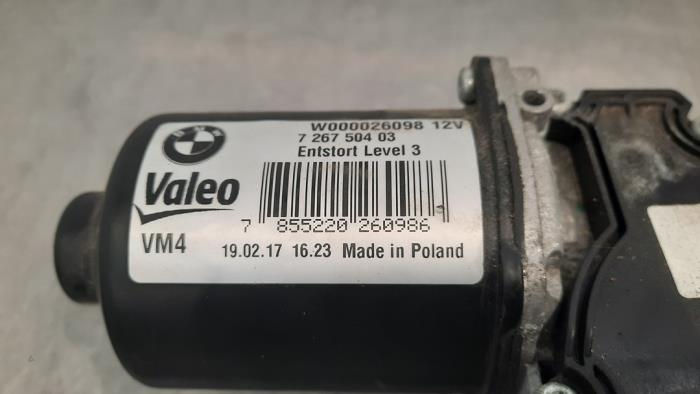 BMW
W000026098 12V
7 267 504 03
Entstort Level 3
Valeo
7 855220 260986
VM4
19.02.17 16.23 Made in Poland